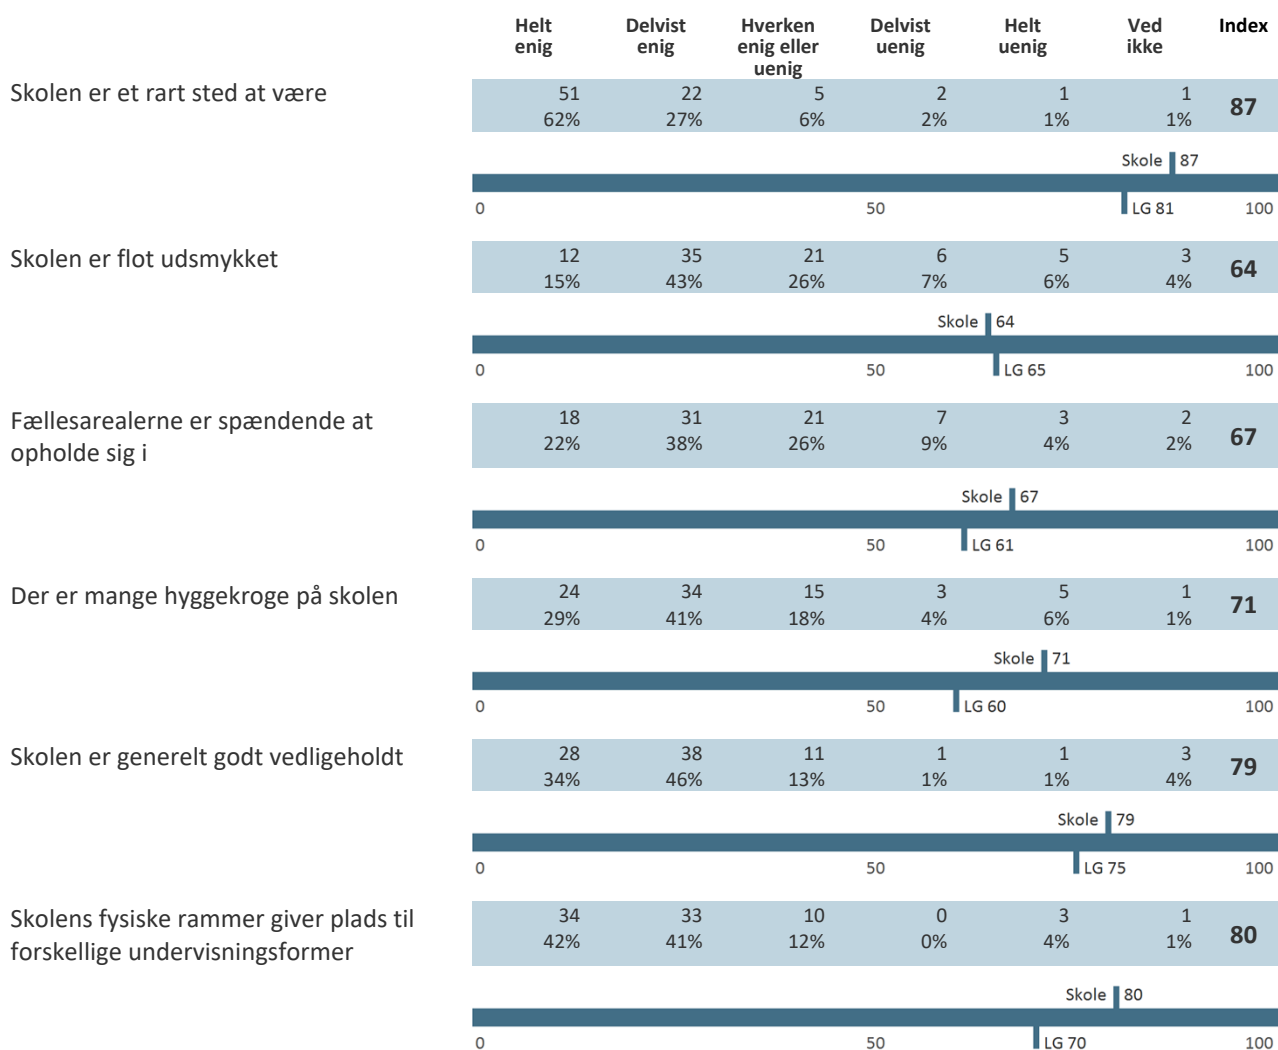 Helt enig Delvist enig Hverken enig eller uenig Delvist uenig Helt uenig Ved ikke Index
Skolen er et rart sted at være
51 22 5 2 1 1 87
62% 27% 6% 2% 1% 1%
Skole 87
0 50 LG 81 100
Skolen er flot udsmykket
12 35 21 6 5 3 64
15% 43% 26% 7% 6% 4%
Skole 64
0 50 LG 65 100
Fællesarealerne er spændende at
opholde sig i
18 31 21 7 3 2 67
22% 38% 26% 9% 4% 2%
Skole 67
0 50 LG 61 100
Der er mange hyggekroge på skolen
24 34 15 3 5 1 71
29% 41% 18% 4% 6% 1%
Skole 71
0 50 LG 60 100
Skolen er generelt godt vedligeholdt
28 38 11 1 1 3 79
34% 46% 13% 1% 1% 4%
Skole 79
0 50 LG 75 100
Skolens fysiske rammer giver plads til
forskellige undervisningsformer
34 33 10 0 3 1 80
42% 41% 12% 0% 4% 1%
Skole 80
0 50 LG 70 100